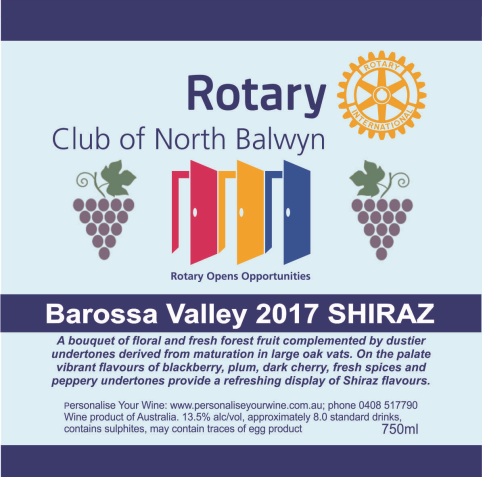 Rotary
ROTARY
INTERNATIONAL
Club of North Balwyn
Rotary Opens Opportunities
Barossa Valley 2017 SHIRAZ
A bouquet of floral and fresh forest fruit complemented by dustier
undertones derived from maturation in large oak vats. On the palate
vibrant flavours of blackberry, plum, dark cherry, fresh spices and
peppery undertones provide a refreshing display of Shiraz flavours.
Personalise Your Wine: www.personaliseyourwine.com.au; phone 0408 517790
Wine product of Australia. 13.5% alc/vol, approximately 8.0 standard drinks,
contains sulphites, may contain traces of egg product
750ml